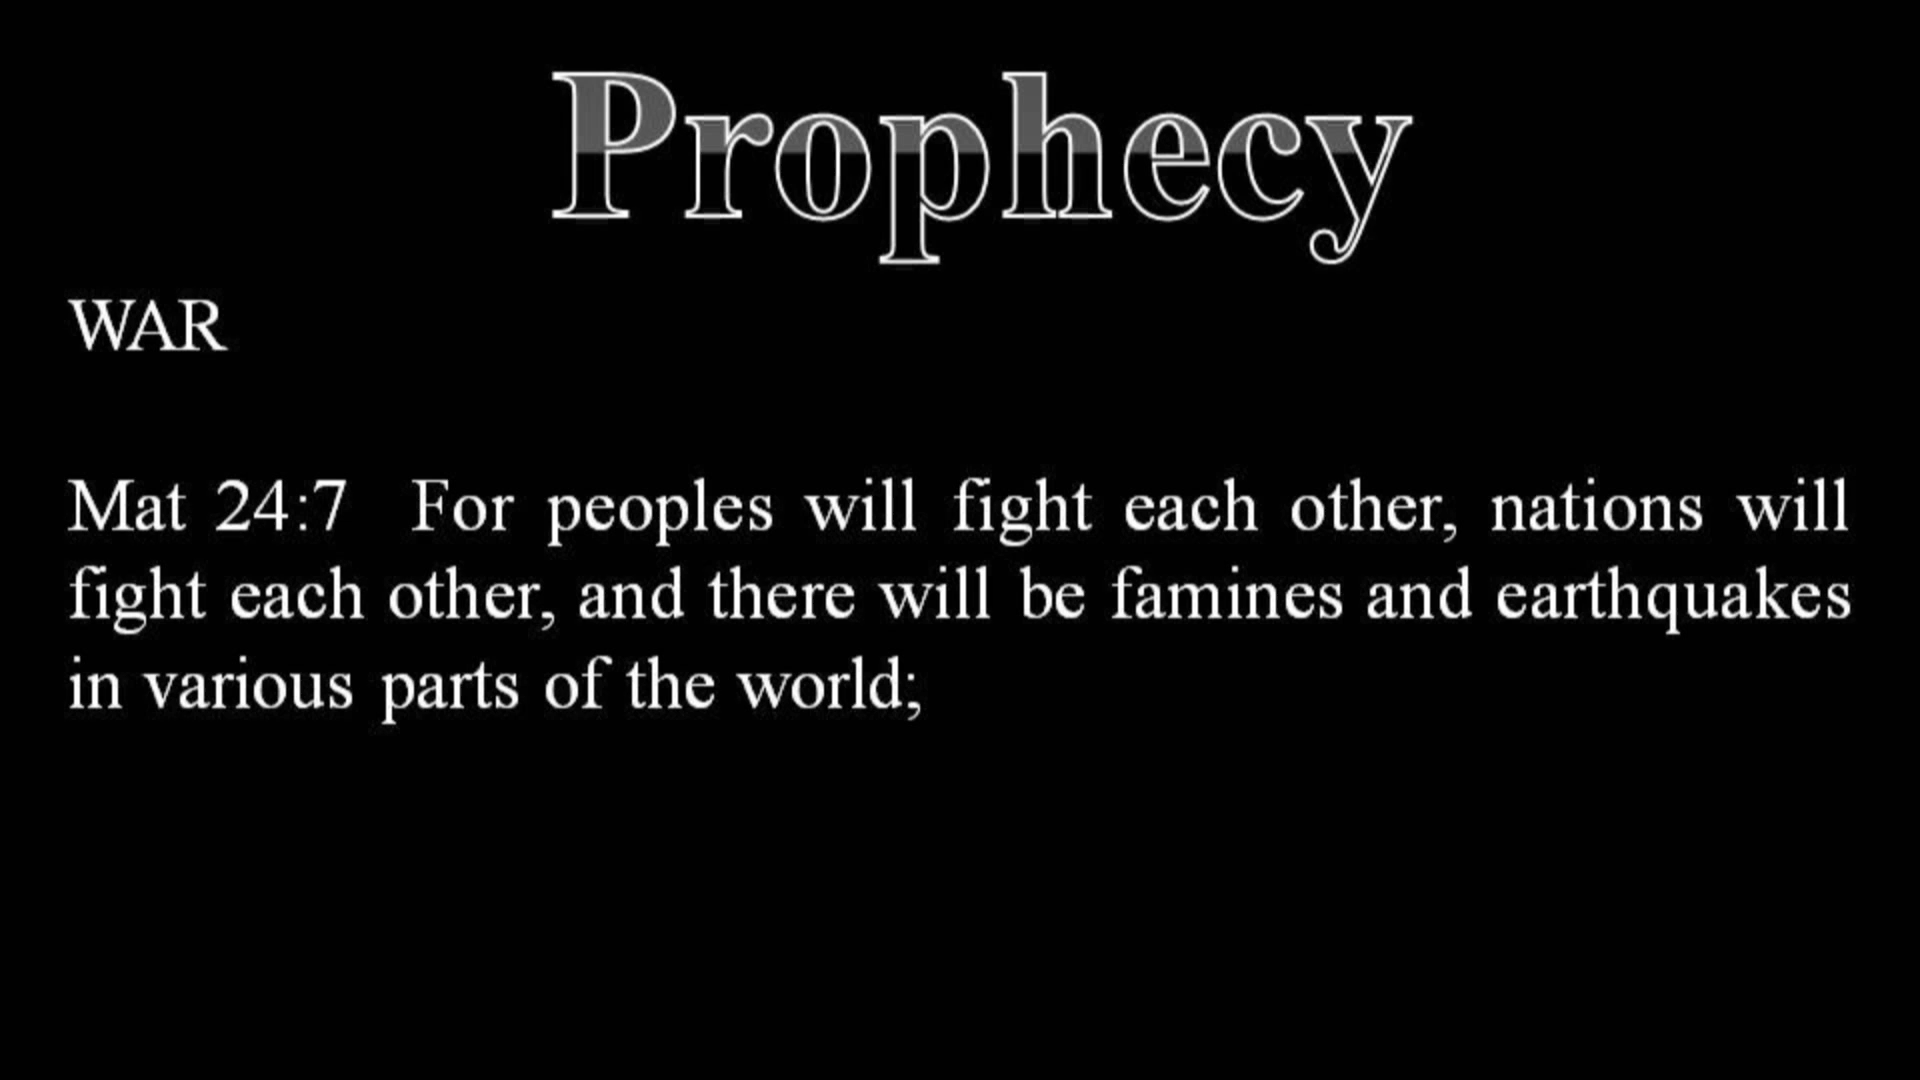 Prophecy
WAR
Mat 24:7  For peoples will fight each other, nations will
fight each other, and there will be famines and earthquakes
in various parts of the world;